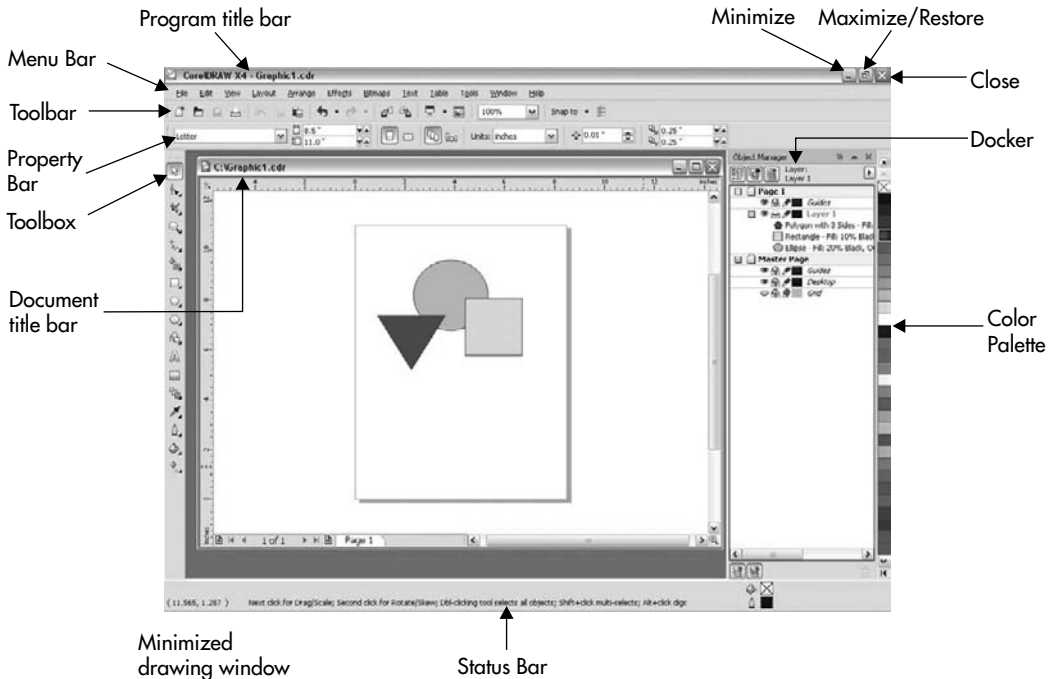 Program title bar
Minimize
Maximize/Restore
Menu Bar
Close
Toolbar
Docker
Property
Bar
Toolbox
Document
title bar
Color
Palette
Minimized
drawing window
Status Bar
CorelDRAW X4 - Graphic1.cdr
File Edit View Layout Arrange Effects Bitmaps Text Table Tools Window Help
100% Snap to
Letter 8.5" 11.0" Units: inches 0.01" 0.25" 0.25"
C:\Graphic1.cdr
inches
Object Manager
Layer:
Layer 1
Page 1
Guides
Layer 1
Polygon with 3 Sides - Fill:
Rectangle - Fill: 10% Black
Ellipse - Fill: 20% Black, O
Master Page
Guides
Desktop
Grid
1 of 1 Page 1
( 11.565, 1.287 ) Next click for Drag/Scale; Second click for Rotate/Skew; Dbl-clicking tool selects all objects; Shift+click multi-selects; Alt+click digs